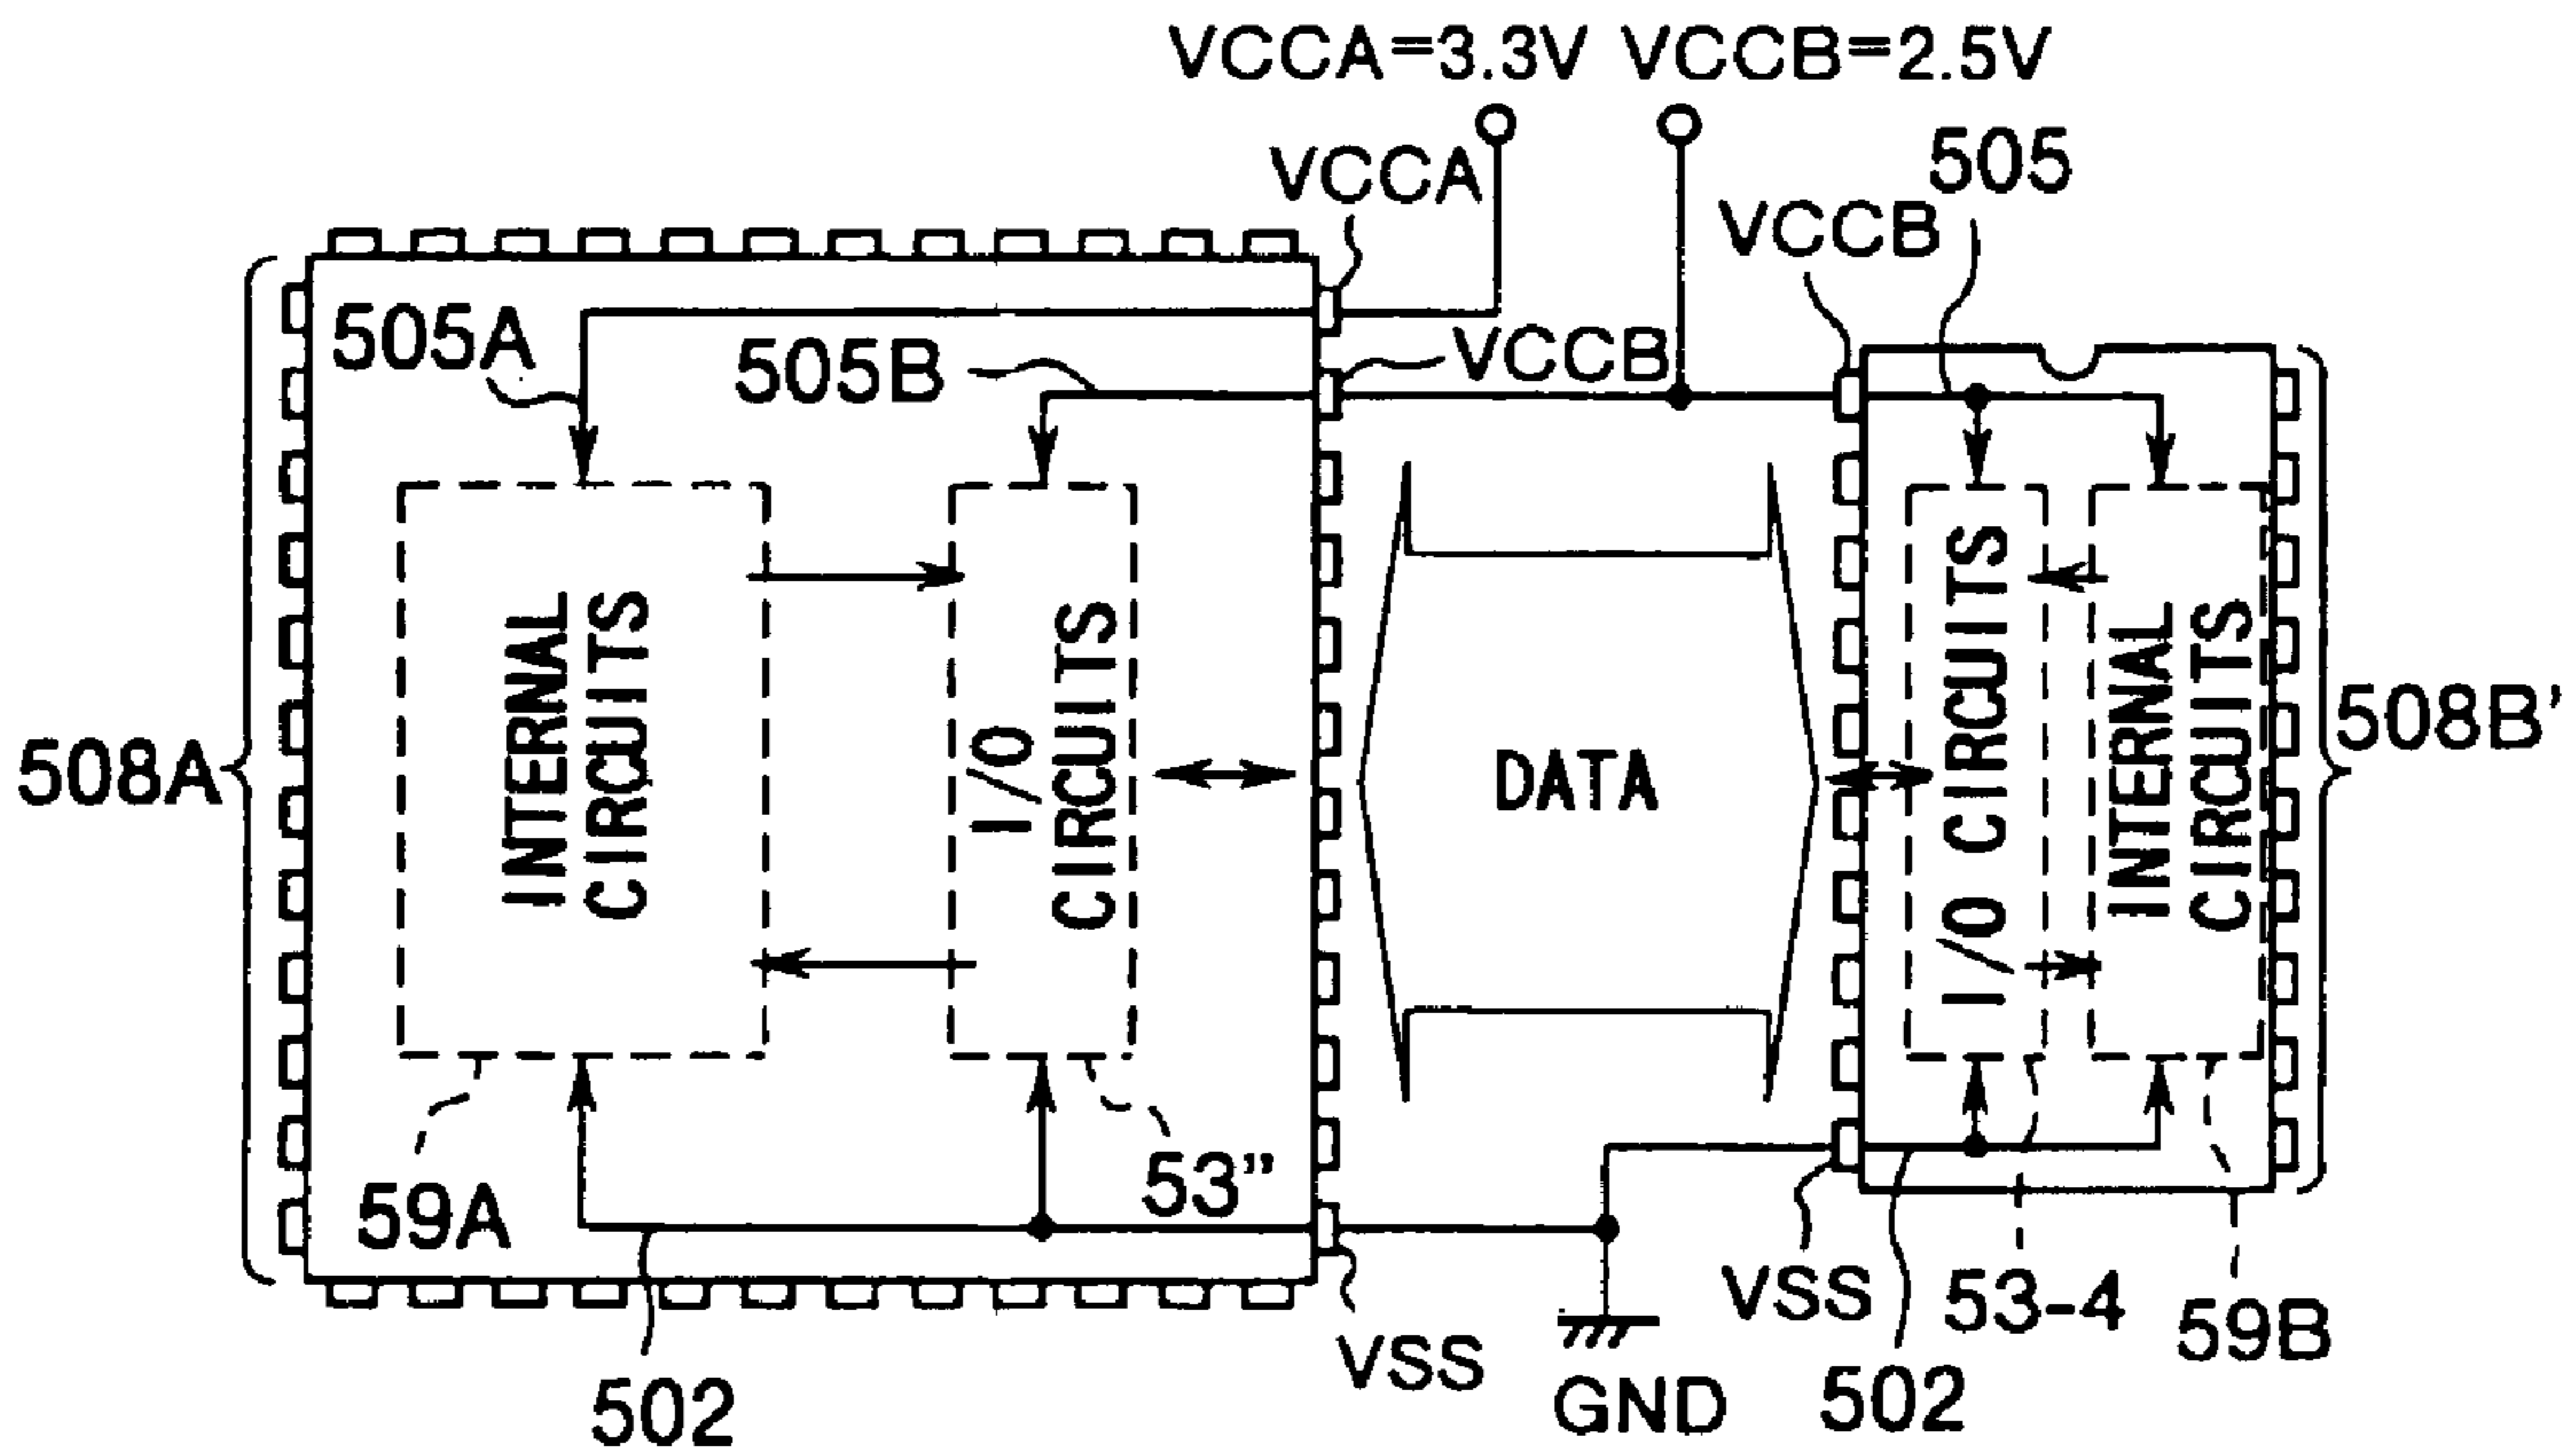 VCCA=3.3V VCCB=2.5V
VCCA
505
VCCB
505A
505B
VCCB
508A
INTERNAL
CIRCUITS
I/O
CIRCUITS
DATA
I/O CIRCUITS
INTERNAL
CIRCUITS
508B'
59A
53”
VSS
53-4
59B
502
VSS
GND
502